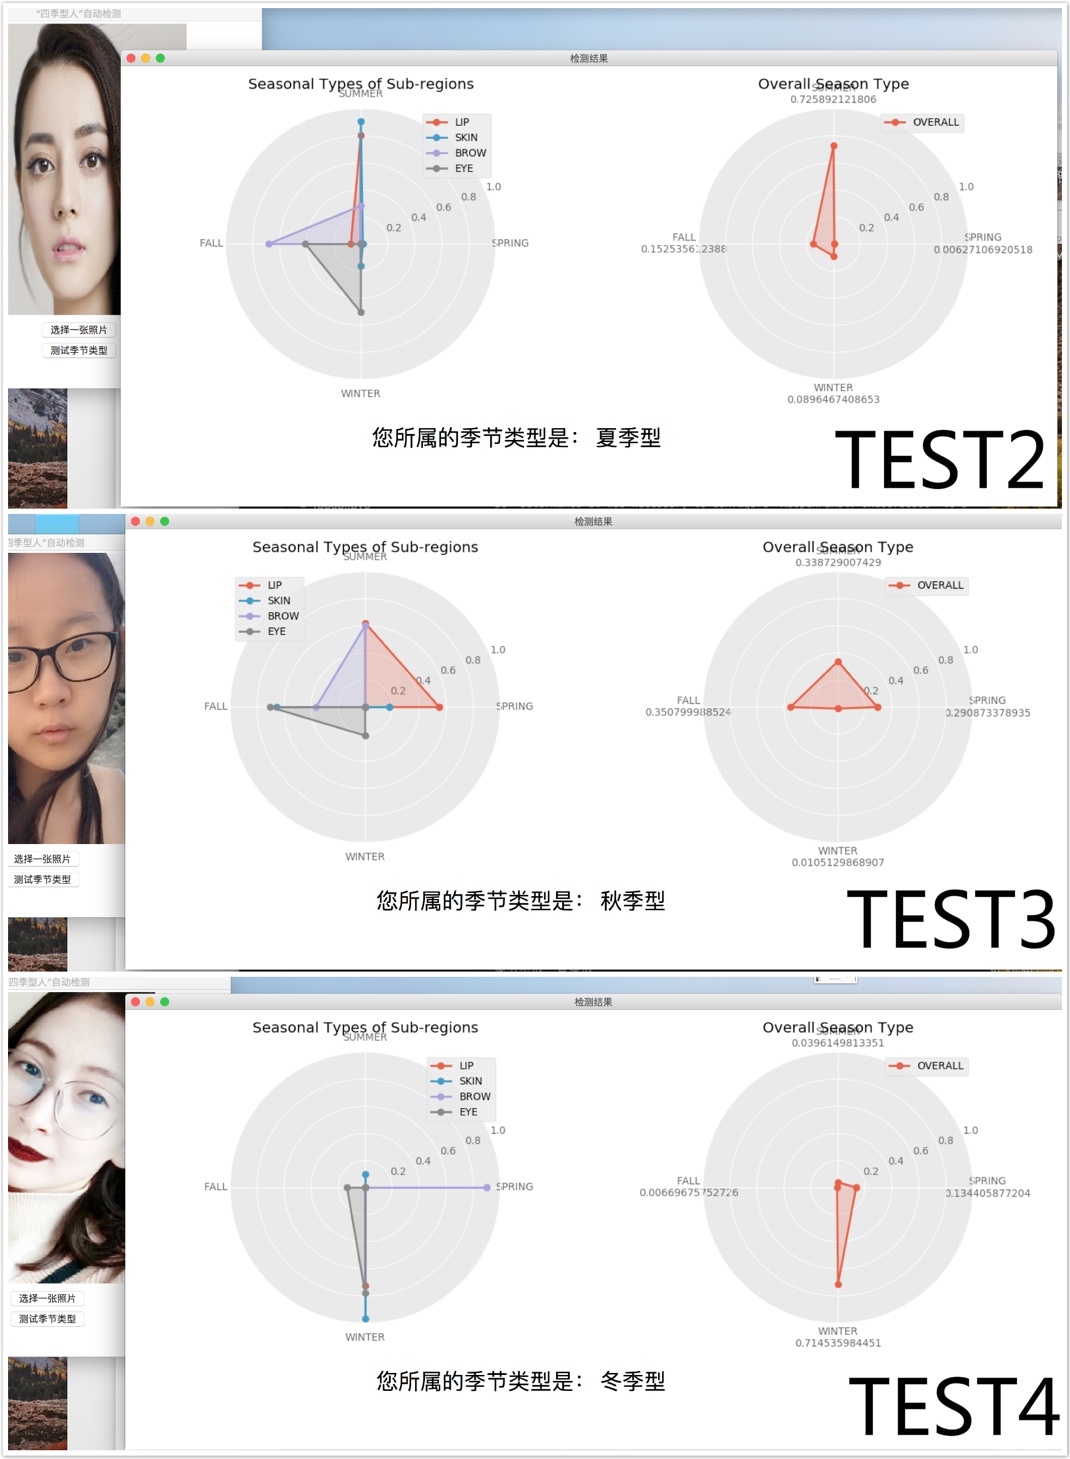 “四季型人”自动检测
检测结果
Seasonal Types of Sub-regions
SUMMER
LIP
SKIN
BROW
EYE
1.0
0.8
0.6
0.4
0.2
FALL
SPRING
WINTER
Overall Season Type
SUMMER
0.725892121806
OVERALL
1.0
0.8
0.6
0.4
0.2
FALL
SPRING
0.00627106920518
WINTER
0.0896467408653
选择一张照片
测试季节类型
您所属的季节类型是： 夏季型
TEST2
四季型人”自动检测
检测结果
Seasonal Types of Sub-regions
SUMMER
LIP
SKIN
BROW
EYE
1.0
0.8
0.6
0.4
0.2
FALL
SPRING
WINTER
Overall Season Type
SUMMER
0.338729007429
OVERALL
1.0
0.8
0.6
0.4
0.2
FALL
0.350799988524
SPRING
0.290873378935
WINTER
0.0105129868907
选择一张照片
测试季节类型
您所属的季节类型是： 秋季型
TEST3
四季型人”自动检测
检测结果
Seasonal Types of Sub-regions
SUMMER
LIP
SKIN
BROW
EYE
1.0
0.8
0.6
0.4
0.2
FALL
SPRING
WINTER
Overall Season Type
SUMMER
0.0396149813351
OVERALL
1.0
0.8
0.6
0.4
0.2
FALL
0.00669675752726
SPRING
0.134405877204
WINTER
0.714535984451
选择一张照片
测试季节类型
您所属的季节类型是： 冬季型
TEST4